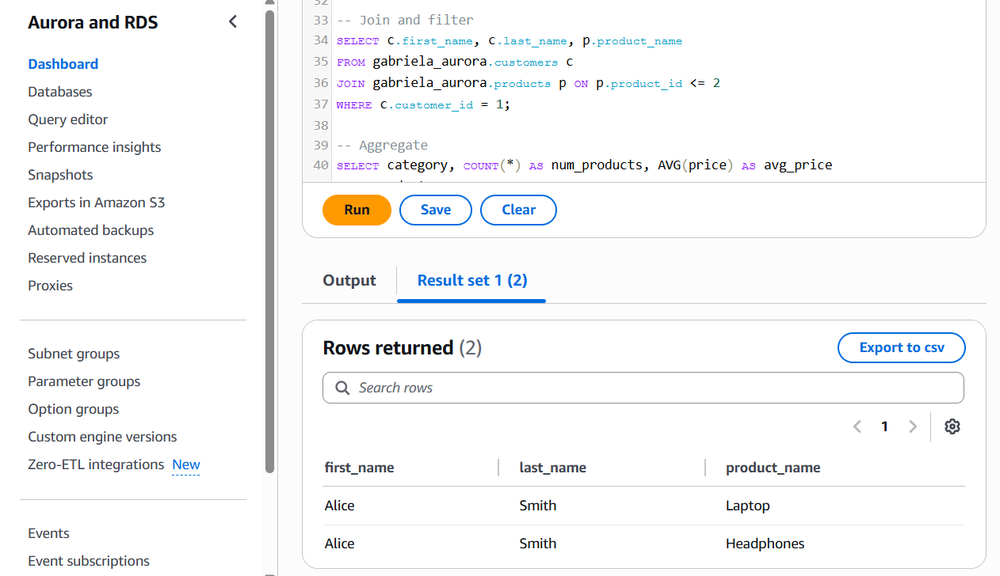 Aurora and RDS
Dashboard
Databases
Query editor
Performance insights
Snapshots
Exports in Amazon S3
Automated backups
Reserved instances
Proxies
Subnet groups
Parameter groups
Option groups
Custom engine versions
Zero-ETL integrations New
Events
Event subscriptions
32
33 -- Join and filter
34 SELECT c.first_name, c.last_name, p.product_name
35 FROM gabriela_aurora.customers c
36 JOIN gabriela_aurora.products p ON p.product_id <= 2
37 WHERE c.customer_id = 1;
38
39 -- Aggregate
40 SELECT category, COUNT(*) AS num_products, AVG(price) AS avg_price
Run Save Clear
Output Result set 1 (2)
Rows returned (2) Export to csv
Search rows
1
first_name last_name product_name
Alice Smith Laptop
Alice Smith Headphones